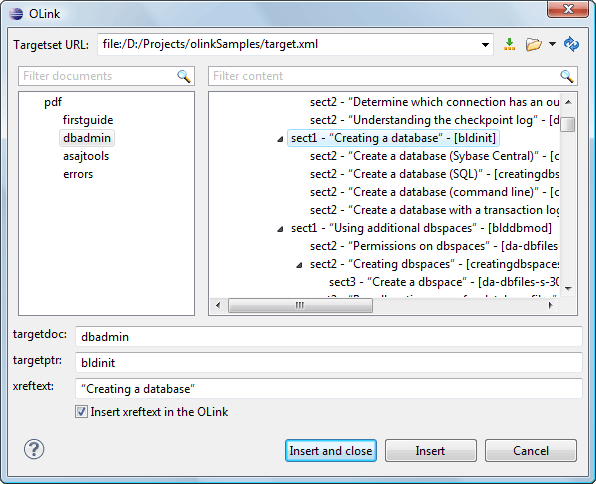 OLink
Targetset URL: file:/D:/Projects/olinkSamples/target.xml
Filter documents
Filter content
pdf
firstguide
dbadmin
asajtools
errors
sect2 - "Determine which connection has an ou
sect2 - "Understanding the checkpoint log" - [d
sect1 - "Creating a database" - [bldinit]
sect2 - "Create a database (Sybase Central)" - [c
sect2 - "Create a database (SQL)" - [creatingdbs
sect2 - "Create a database (command line)" - [c
sect2 - "Create a database with a transaction log
sect1 - "Using additional dbspaces" - [blddbmod]
sect2 - "Permissions on dbspaces" - [da-dbfiles-
sect2 - "Creating dbspaces" - [creatingdbspaces
sect3 - "Create a dbspace" - [da-dbfiles-s-30
targetdoc: dbadmin
targetptr: bldinit
xreftext: "Creating a database"
Insert xreftext in the OLink
? Insert and close Insert Cancel